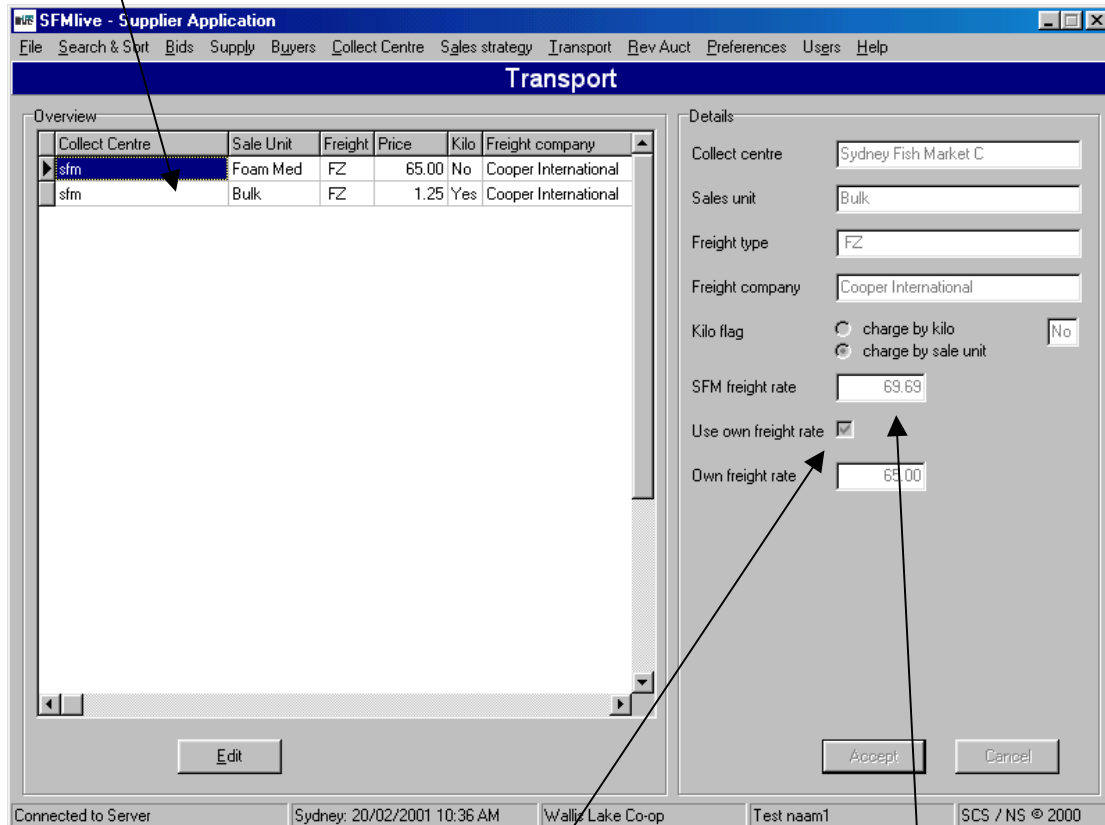 SFMlive - Supplier Application
File Search & Sort Bids Supply Buyers Collect Centre Sales strategy Transport Rev Auct Preferences Users Help
Transport
Overview
Collect Centre Sale Unit Freight Price Kilo Freight company
sfm Foam Med FZ 65.00 No Cooper International
sfm Bulk FZ 1.25 Yes Cooper International
Edit
Details
Collect centre Sydney Fish Market C
Sales unit Bulk
Freight type FZ
Freight company Cooper International
Kilo flag charge by kilo No
charge by sale unit
SFM freight rate 69.69
Use own freight rate
Own freight rate 65.00
Accept Cancel
Connected to Server Sydney: 20/02/2001 10:36 AM Wallis Lake Co-op Test naam1 SCS / NS © 2000